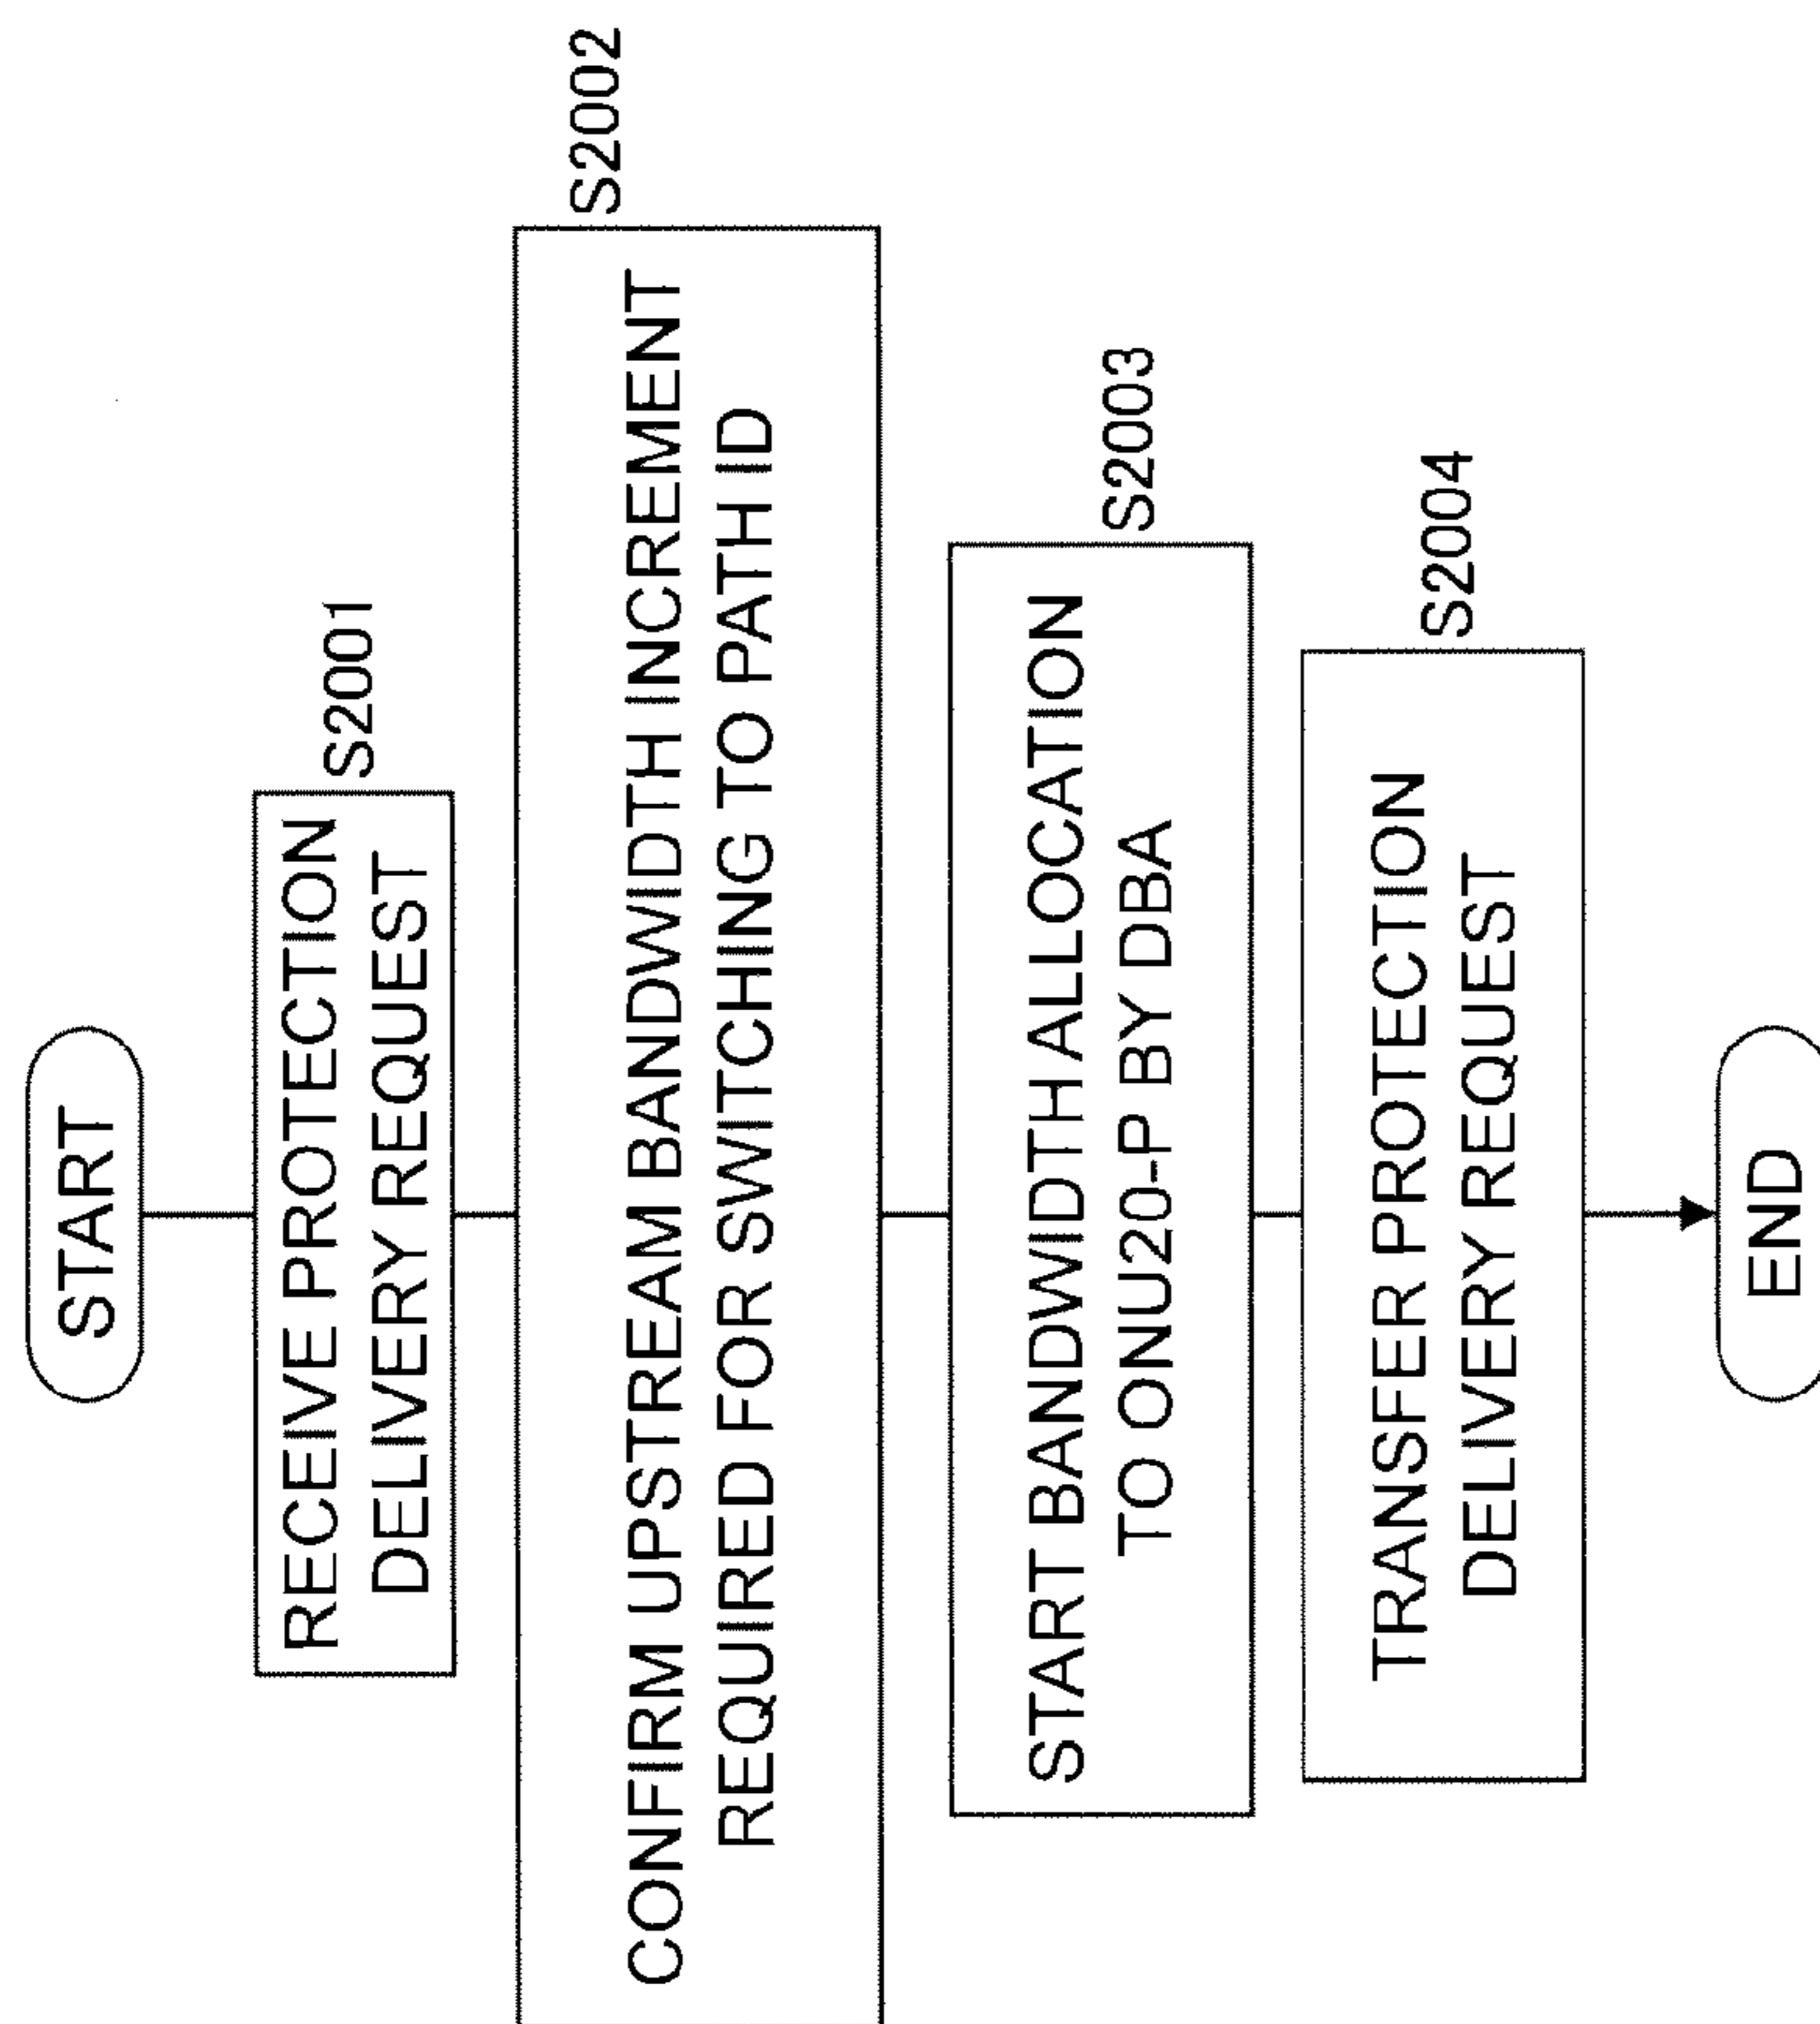 START
RECEIVE PROTECTION
DELIVERY REQUEST
S2001
CONFIRM UPSTREAM BANDWIDTH INCREMENT
REQUIRED FOR SWITCHING TO PATH ID
S2002
START BANDWIDTH ALLOCATION
TO ONU20-P BY DBA
S2003
TRANSFER PROTECTION
DELIVERY REQUEST
S2004
END